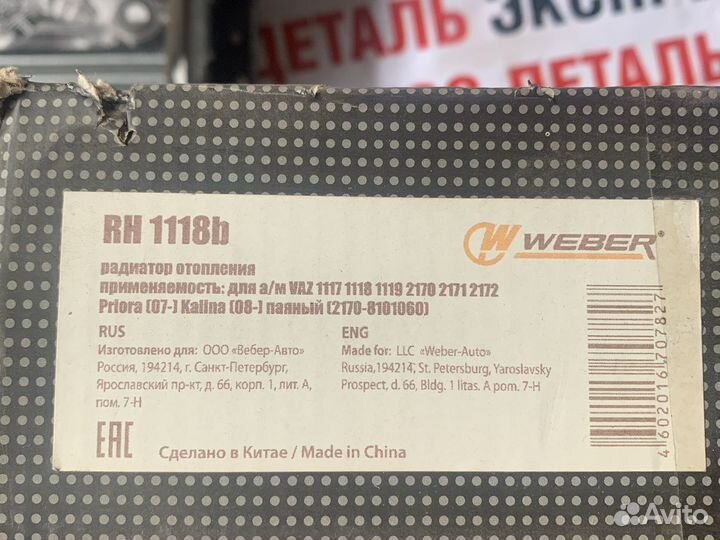 ДЕТАЛЬ ЭКСПР
ДЕТАЛЬ
RH 1118b
WEBER®
радиатор отопления
применяемость: для а/м VAZ 1117 1118 1119 2170 2171 2172
Priora (07-) Kalina (08-) паяный (2170-8101060)
RUS
Изготовлено для: ООО «Вебер-Авто»
Россия, 194214, г. Санкт-Петербург,
Ярославский пр-кт, д. 66, корп. 1, лит. А,
пом. 7-Н
ENG
Made for: LLC «Weber-Auto»
Russia,194214, St. Petersburg, Yaroslavsky
Prospect, d. 66, Bldg. 1 litas. A pom. 7-H
EAC
Сделано в Китае / Made in China
4602016707827
Avito